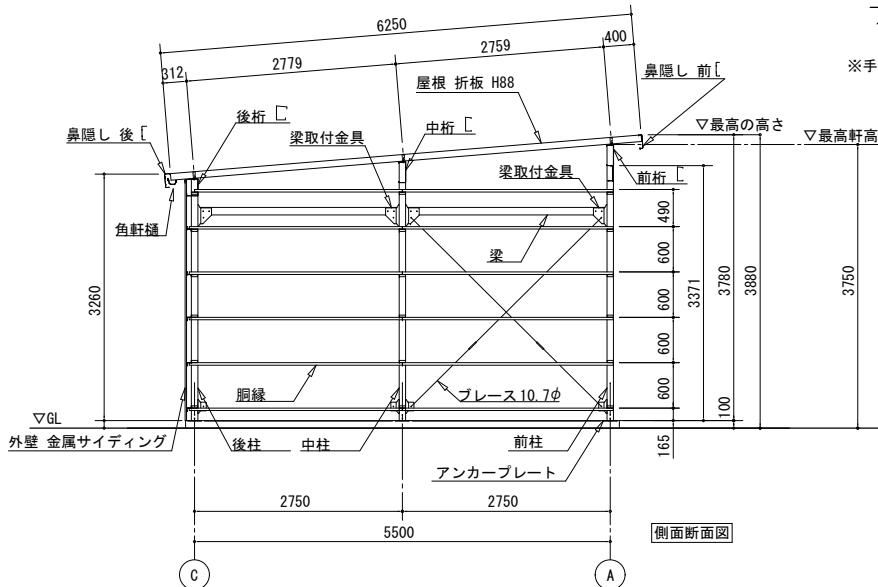 6250
312
2779
2759
400
鼻隠し 前[
※手
屋根 折板 H88
後桁 [
中桁 [
▽最高の高さ
鼻隠し 後[
梁取付金具
▽最高軒高
梁取付金具
前桁 [
角軒樋
490
梁
600
3260
600
3371
3780
3880
3750
600
胴縁
ブレース10.7φ
600
▽GL
100
外壁 金属サイディング
後柱
中柱
前柱
165
アンカープレート
2750
2750
5500
側面断面図
C
A